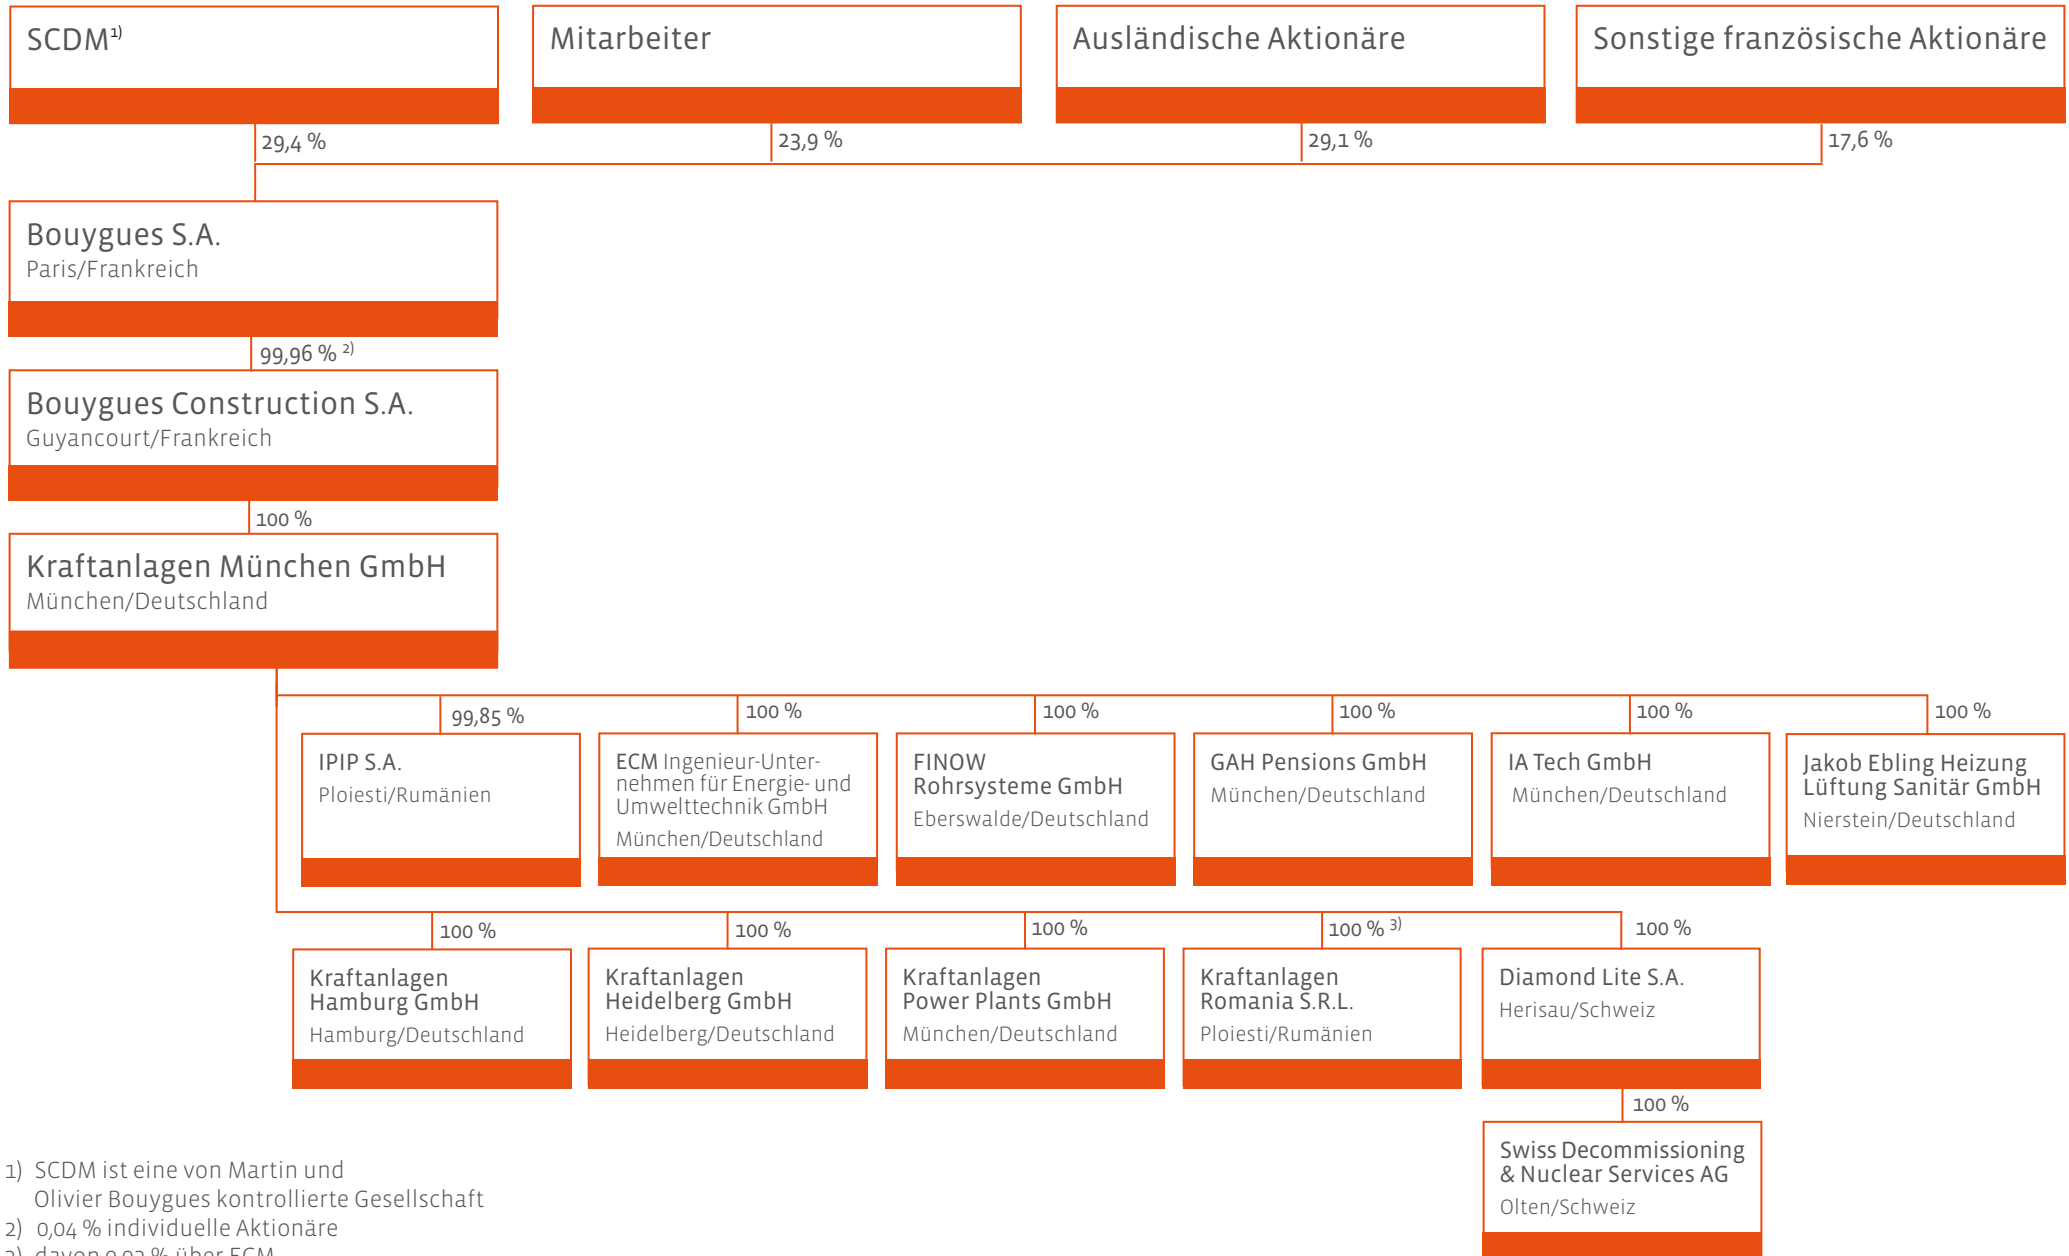 SCDM1)
Mitarbeiter
Ausländische Aktionäre
Sonstige französische Aktionäre
29,4 %
23,9 %
29,1 %
17,6 %
Bouygues S.A.
Paris/Frankreich
99,96 % 2)
Bouygues Construction S.A.
Guyancourt/Frankreich
100 %
Kraftanlagen München GmbH
München/Deutschland
99,85 %
100 %
100 %
100 %
100 %
100 %
IPIP S.A.
Ploiesti/Rumänien
ECM Ingenieur-Unter-
nehmen für Energie- und
Umwelttechnik GmbH
München/Deutschland
FINOW
Rohrsysteme GmbH
Eberswalde/Deutschland
GAH Pensions GmbH
München/Deutschland
IA Tech GmbH
München/Deutschland
Jakob Ebling Heizung
Lüftung Sanitär GmbH
Nierstein/Deutschland
100 %
100 %
100 %
100 % 3)
100 %
Kraftanlagen
Hamburg GmbH
Hamburg/Deutschland
Kraftanlagen
Heidelberg GmbH
Heidelberg/Deutschland
Kraftanlagen
Power Plants GmbH
München/Deutschland
Kraftanlagen
Romania S.R.L.
Ploiesti/Rumänien
Diamond Lite S.A.
Herisau/Schweiz
100 %
Swiss Decommissioning
& Nuclear Services AG
Olten/Schweiz
1) SCDM ist eine von Martin und
Olivier Bouygues kontrollierte Gesellschaft
2) 0,04 % individuelle Aktionäre
3) davon 0,02 % über ECM